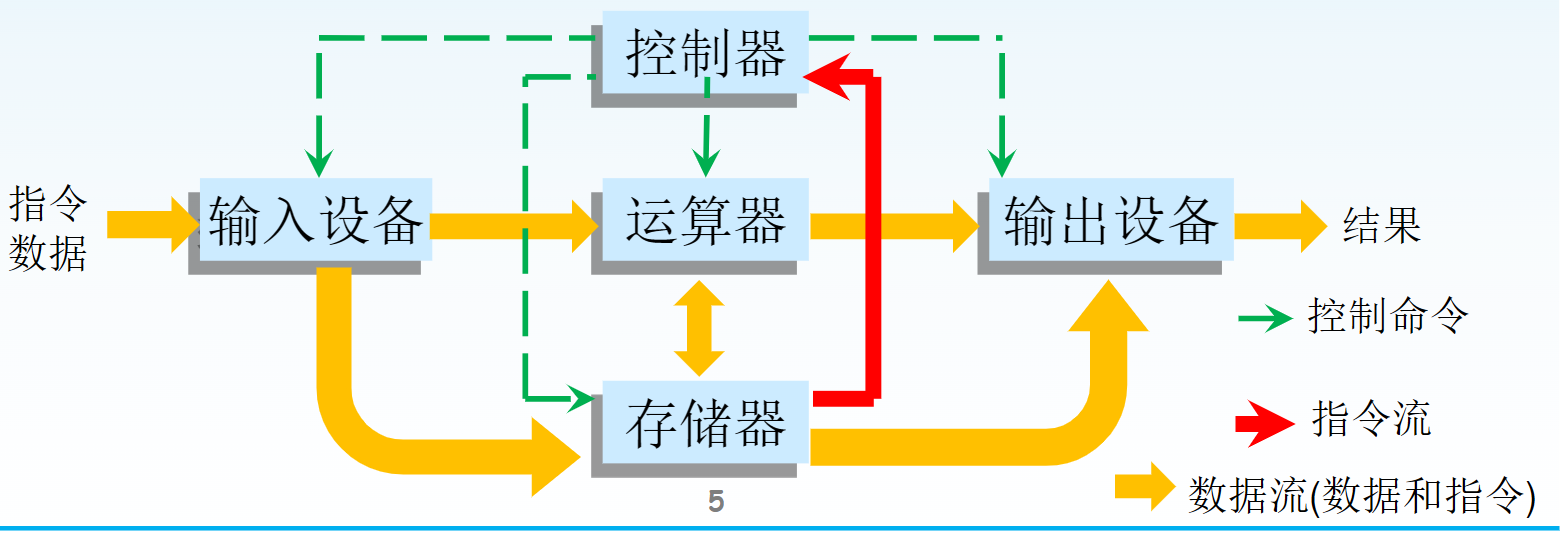 控制器
指令
数据
输入设备
运算器
输出设备
结果
控制命令
存储器
指令流
数据流(数据和指令)
5